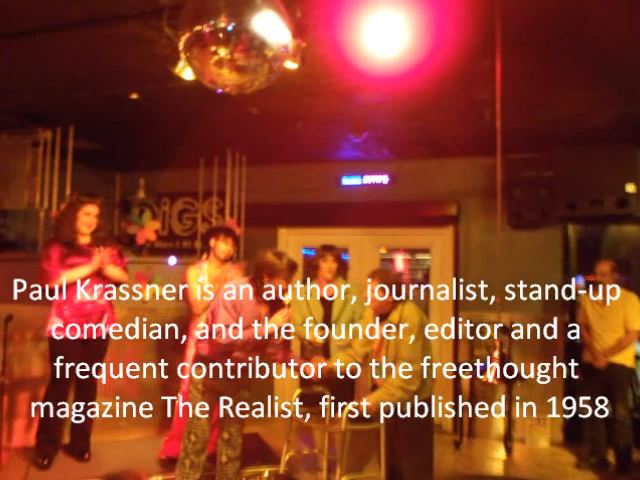 DiGS
Paul Krassner is an author, journalist, stand-up
comedian, and the founder, editor and a
frequent contributor to the freethought
magazine The Realist, first published in 1958